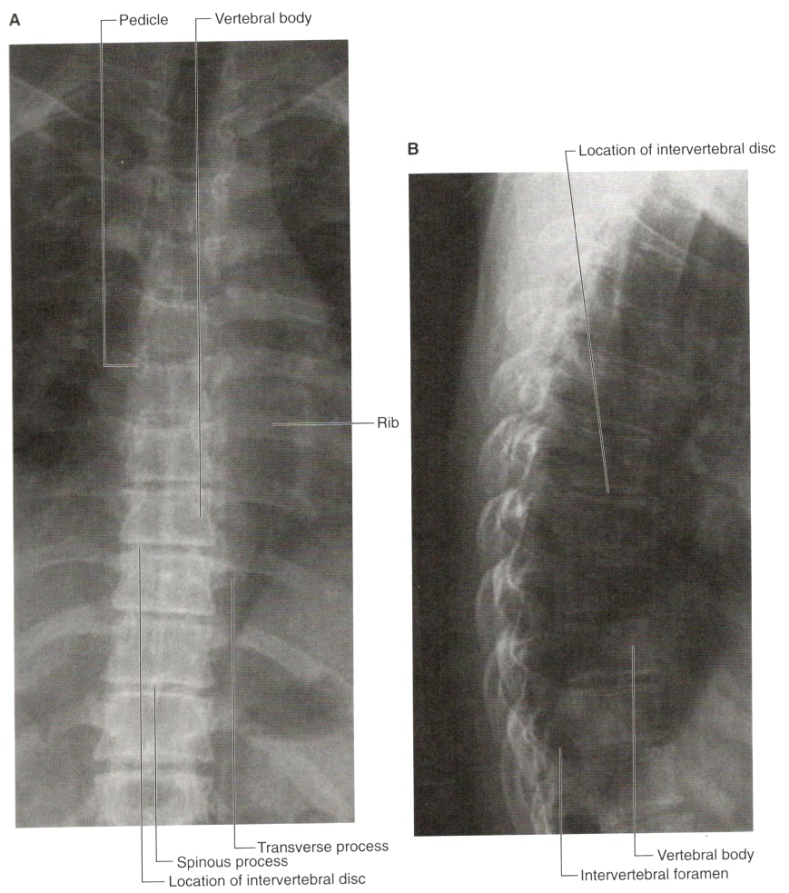 A
Pedicle
Vertebral body
Rib
Transverse process
Spinous process
Location of intervertebral disc
B
Location of intervertebral disc
Vertebral body
Intervertebral foramen